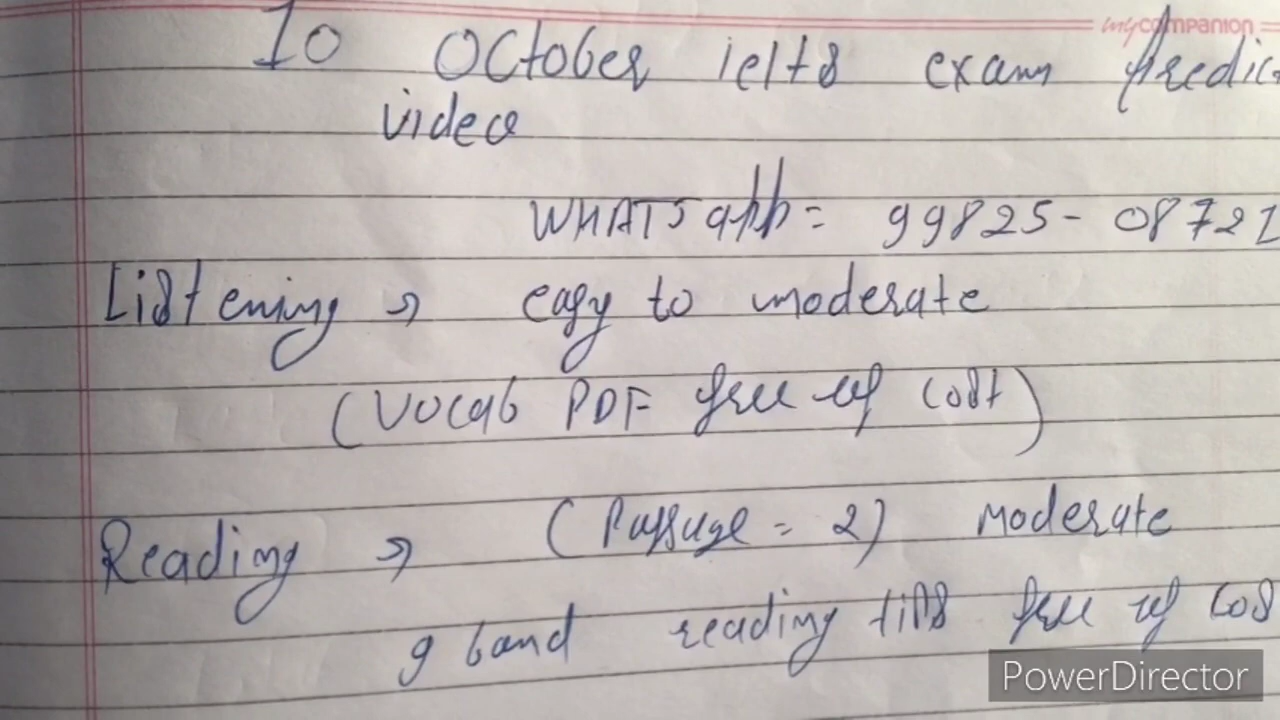 mycompanion
10 October ielts exam Predic
video
WHATSapp = 99825-08721
Listening → easy to moderate
(Vocab PDF free of cost)
Reading → (Passage = 2) moderate
9 band reading tips free of cos
PowerDirector